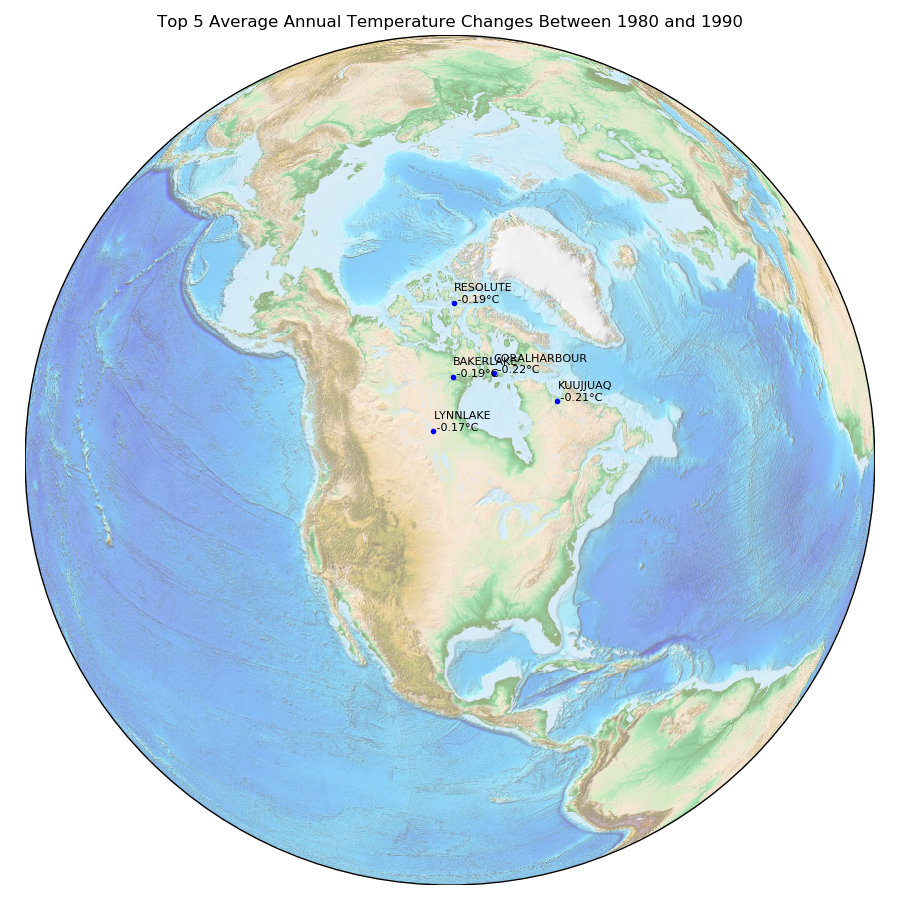 Top 5 Average Annual Temperature Changes Between 1980 and 1990
RESOLUTE
-0.19°C
CORALHARBOUR
-0.22°C
BAKERLAKE
-0.19°C
KUUJJUAQ
-0.21°C
LYNNLAKE
-0.17°C